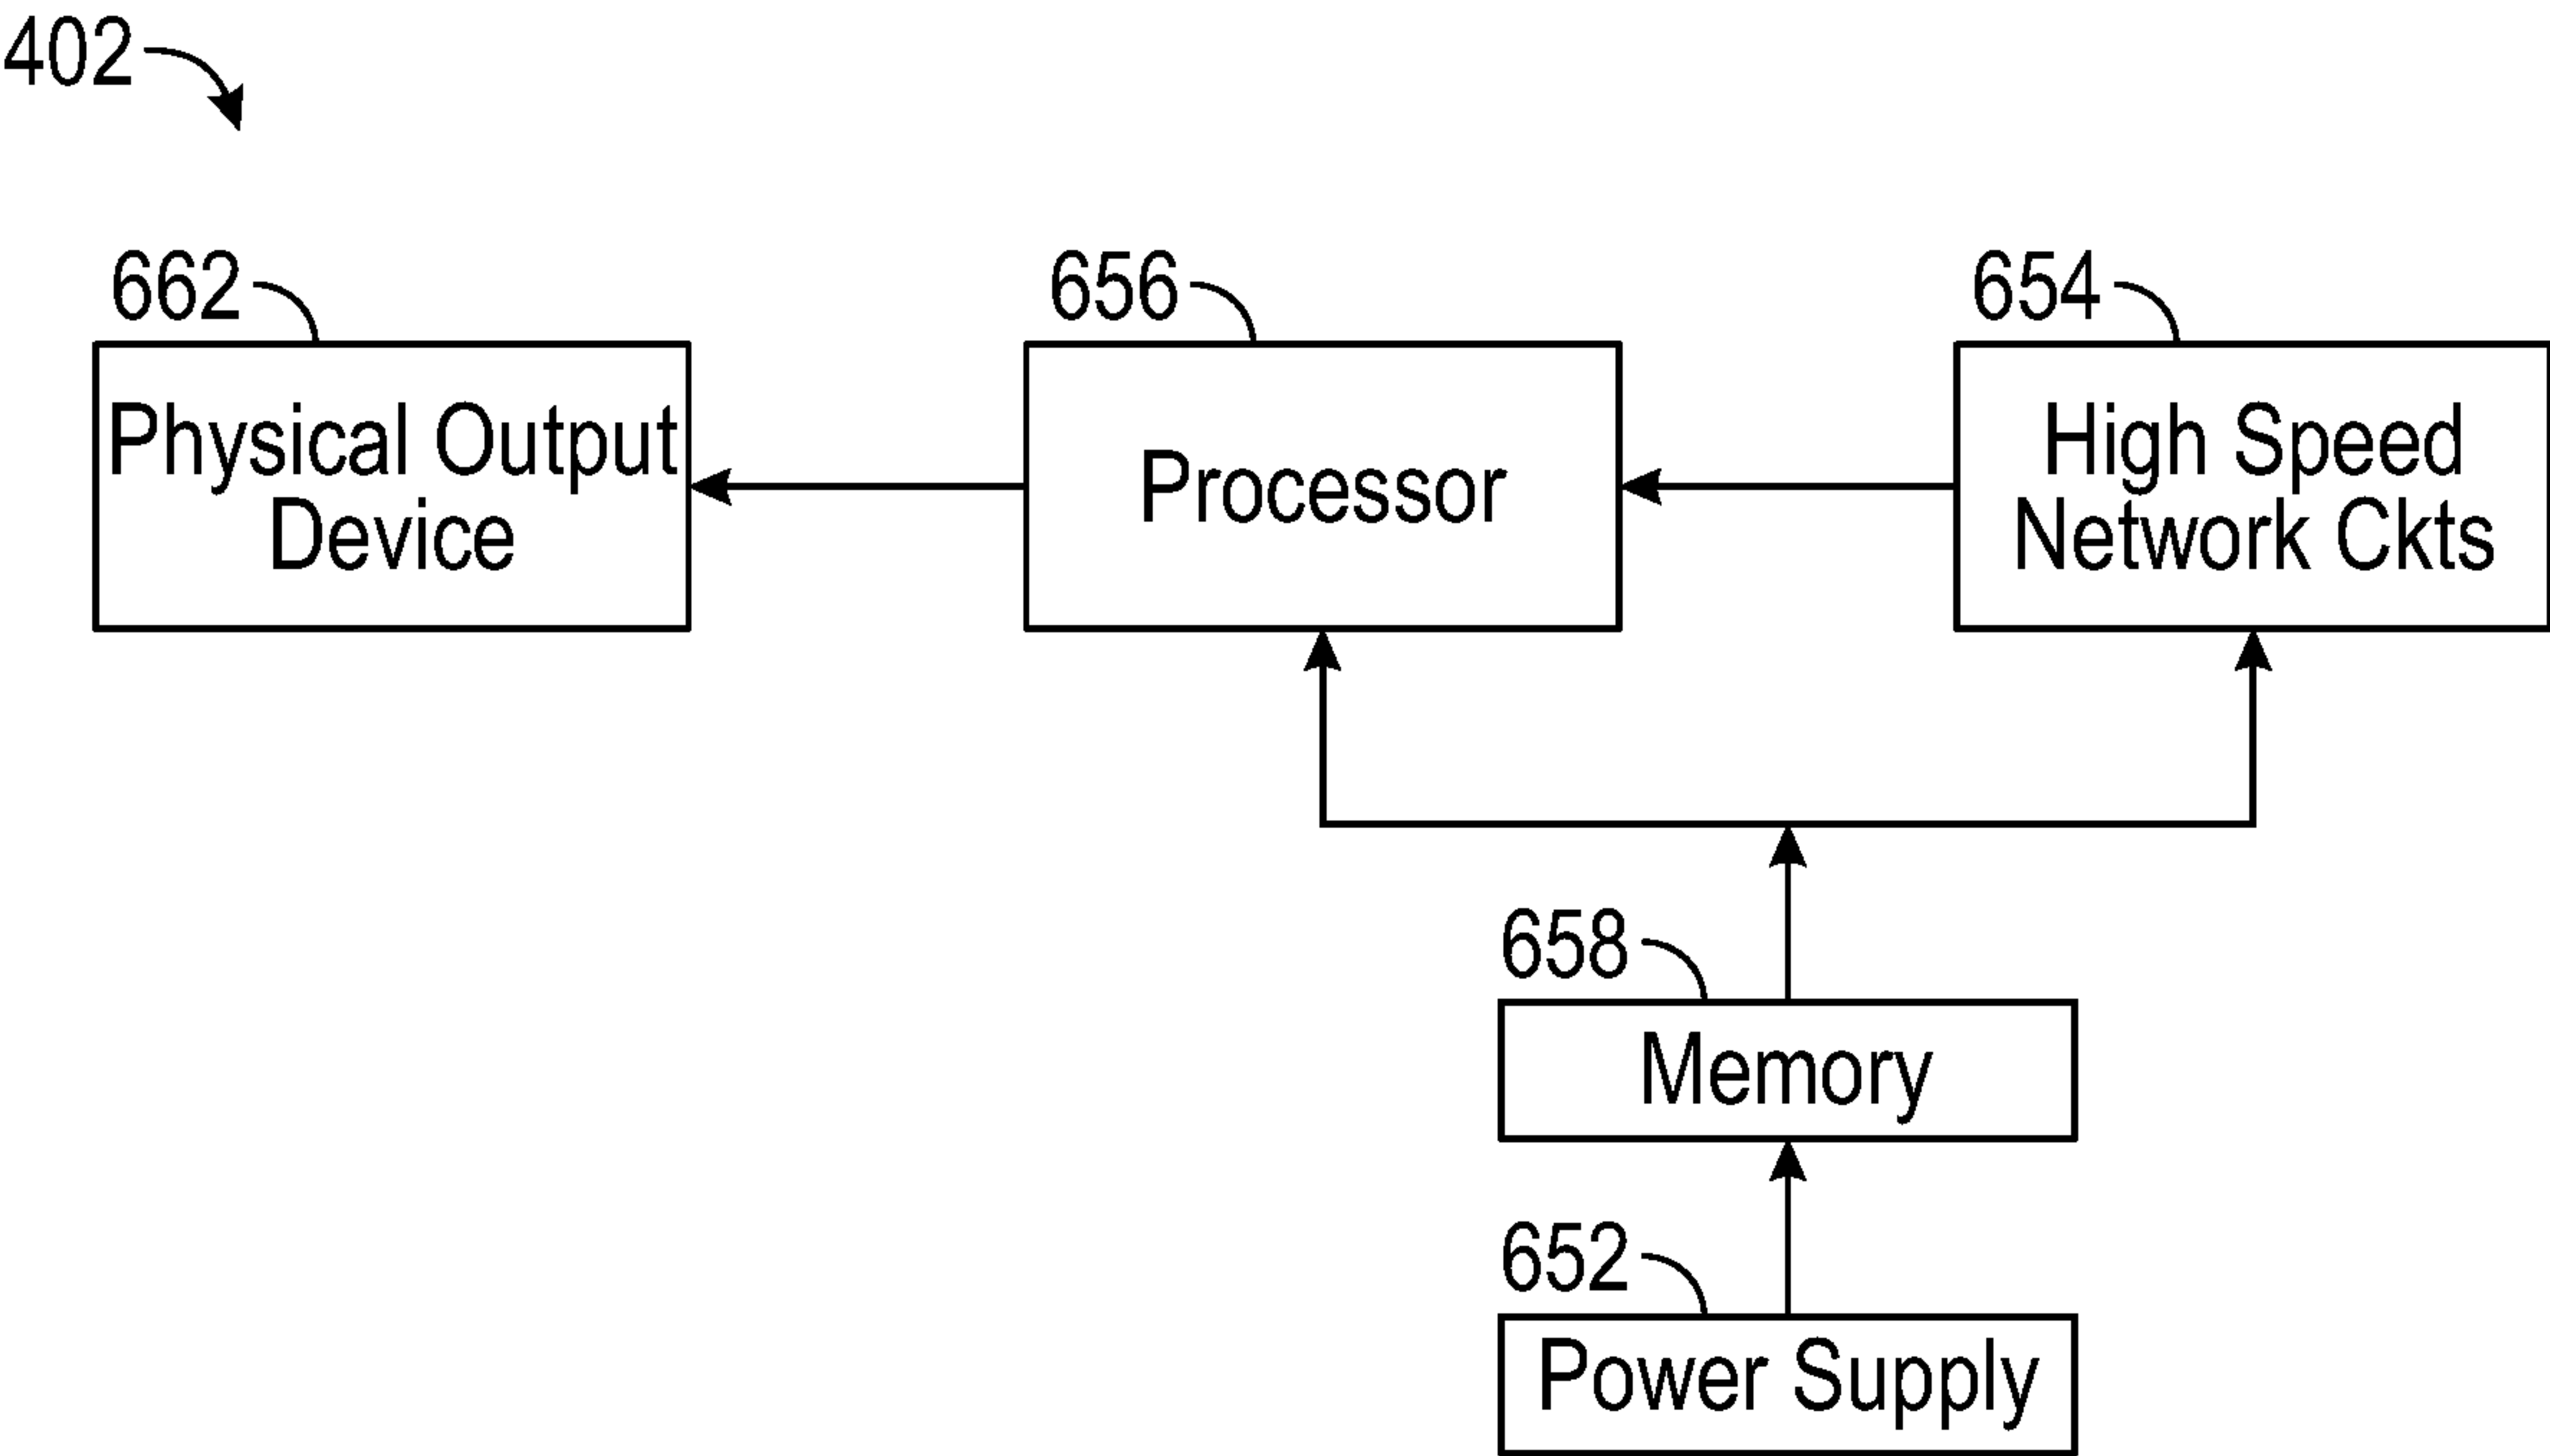 402
662
656
654
Physical Output
Device
Processor
High Speed
Network Ckts
658
Memory
652
Power Supply